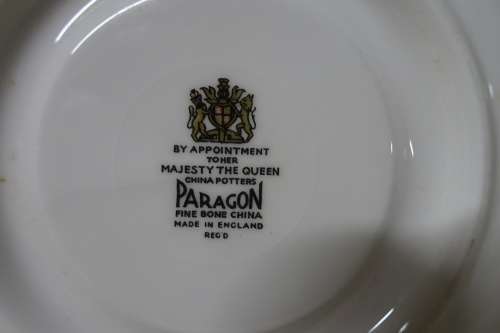 BY APPOINTMENT
TO HER
MAJESTY THE QUEEN
CHINA POTTERS
PARAGON
FINE BONE CHINA
MADE IN ENGLAND
REG'D